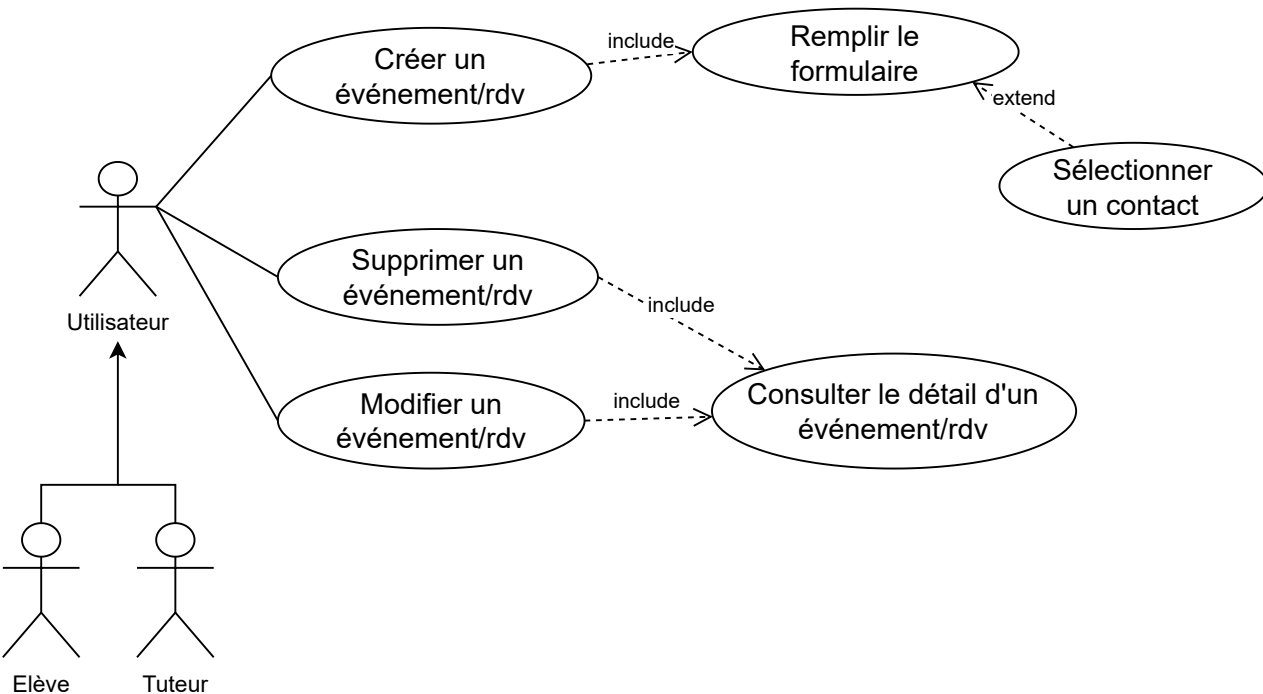 Créer un
événement/rdv
include
Remplir le
formulaire
extend
Sélectionner
un contact
Utilisateur
Supprimer un
événement/rdv
include
Modifier un
événement/rdv
include
Consulter le détail d'un
événement/rdv
Elève
Tuteur